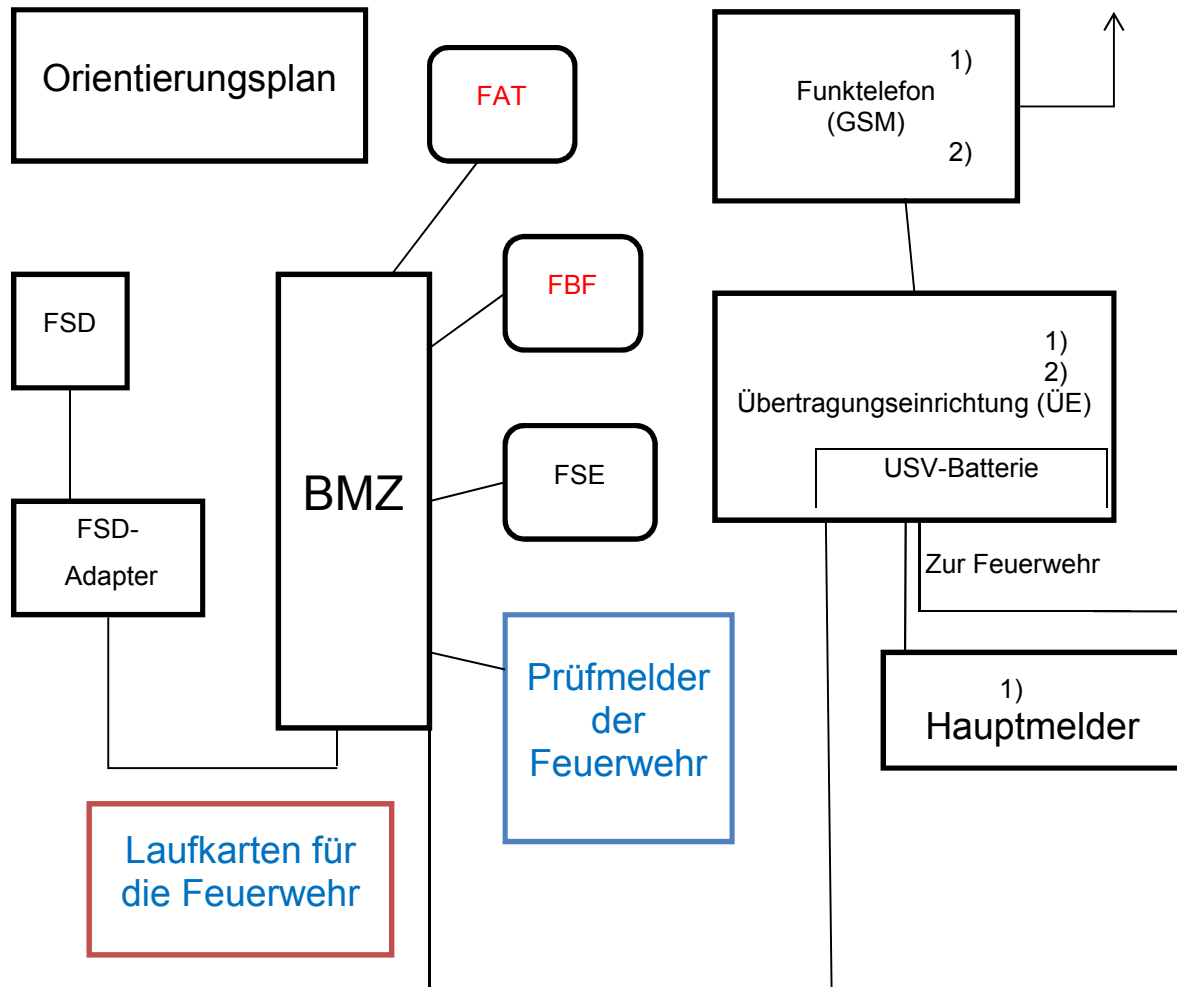 Orientierungsplan
FAT
1)
Funktelefon
(GSM)
2)
FBF
FSD
1)
2)
Übertragungseinrichtung (ÜE)
USV-Batterie
BMZ
FSE
FSD-
Adapter
Zur Feuerwehr
Prüfmelder
der
Feuerwehr
1)
Hauptmelder
Laufkarten für
die Feuerwehr